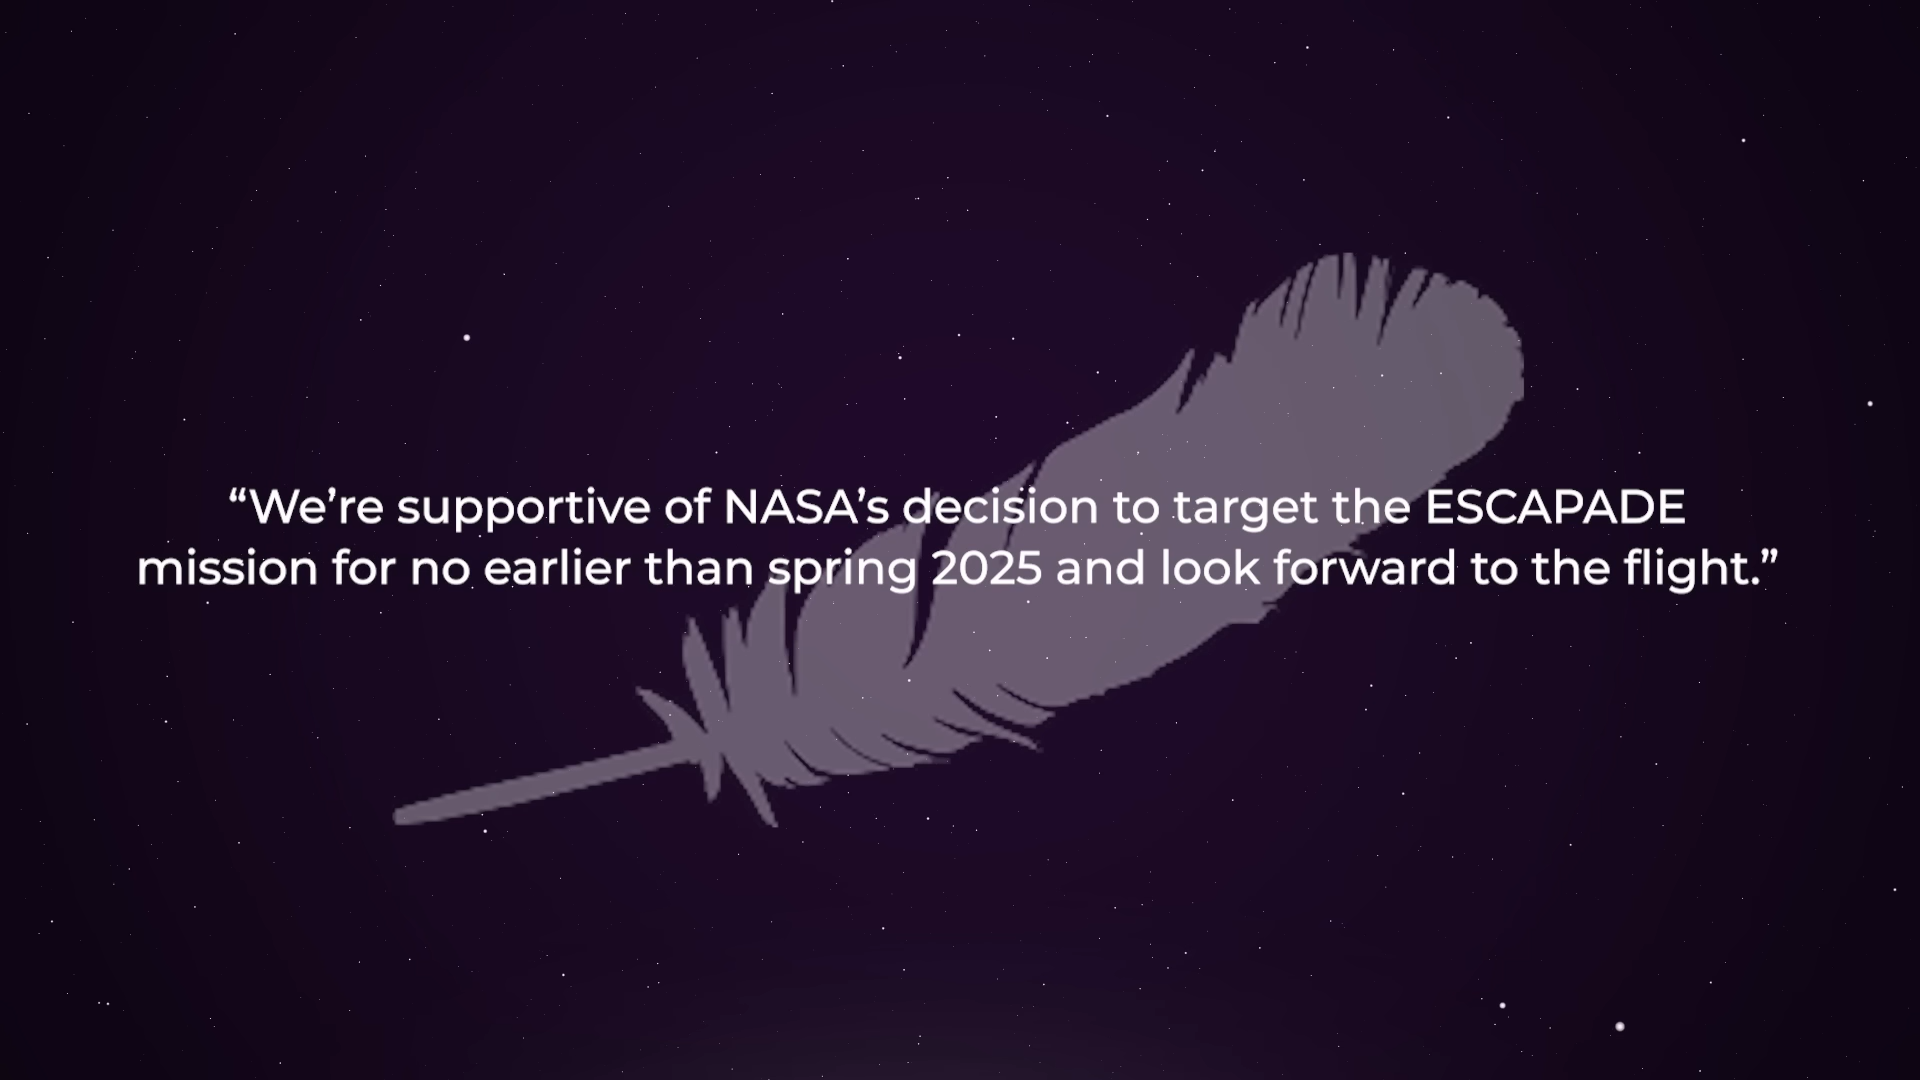 “We’re supportive of NASA’s decision to target the ESCAPADE
mission for no earlier than spring 2025 and look forward to the flight.”